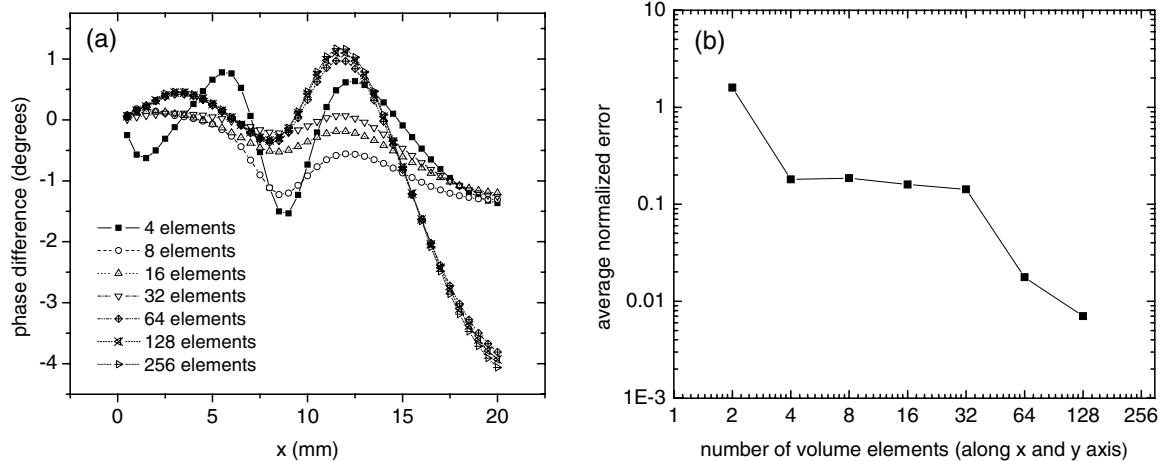 (a)
phase difference (degrees)
1
0
-1
-2
-3
-4
4 elements
8 elements
16 elements
32 elements
64 elements
128 elements
256 elements
0 5 10 15 20
x (mm)
(b)
average normalized error
10
1
0.1
0.01
1E-3
1 2 4 8 16 32 64 128 256
number of volume elements (along x and y axis)